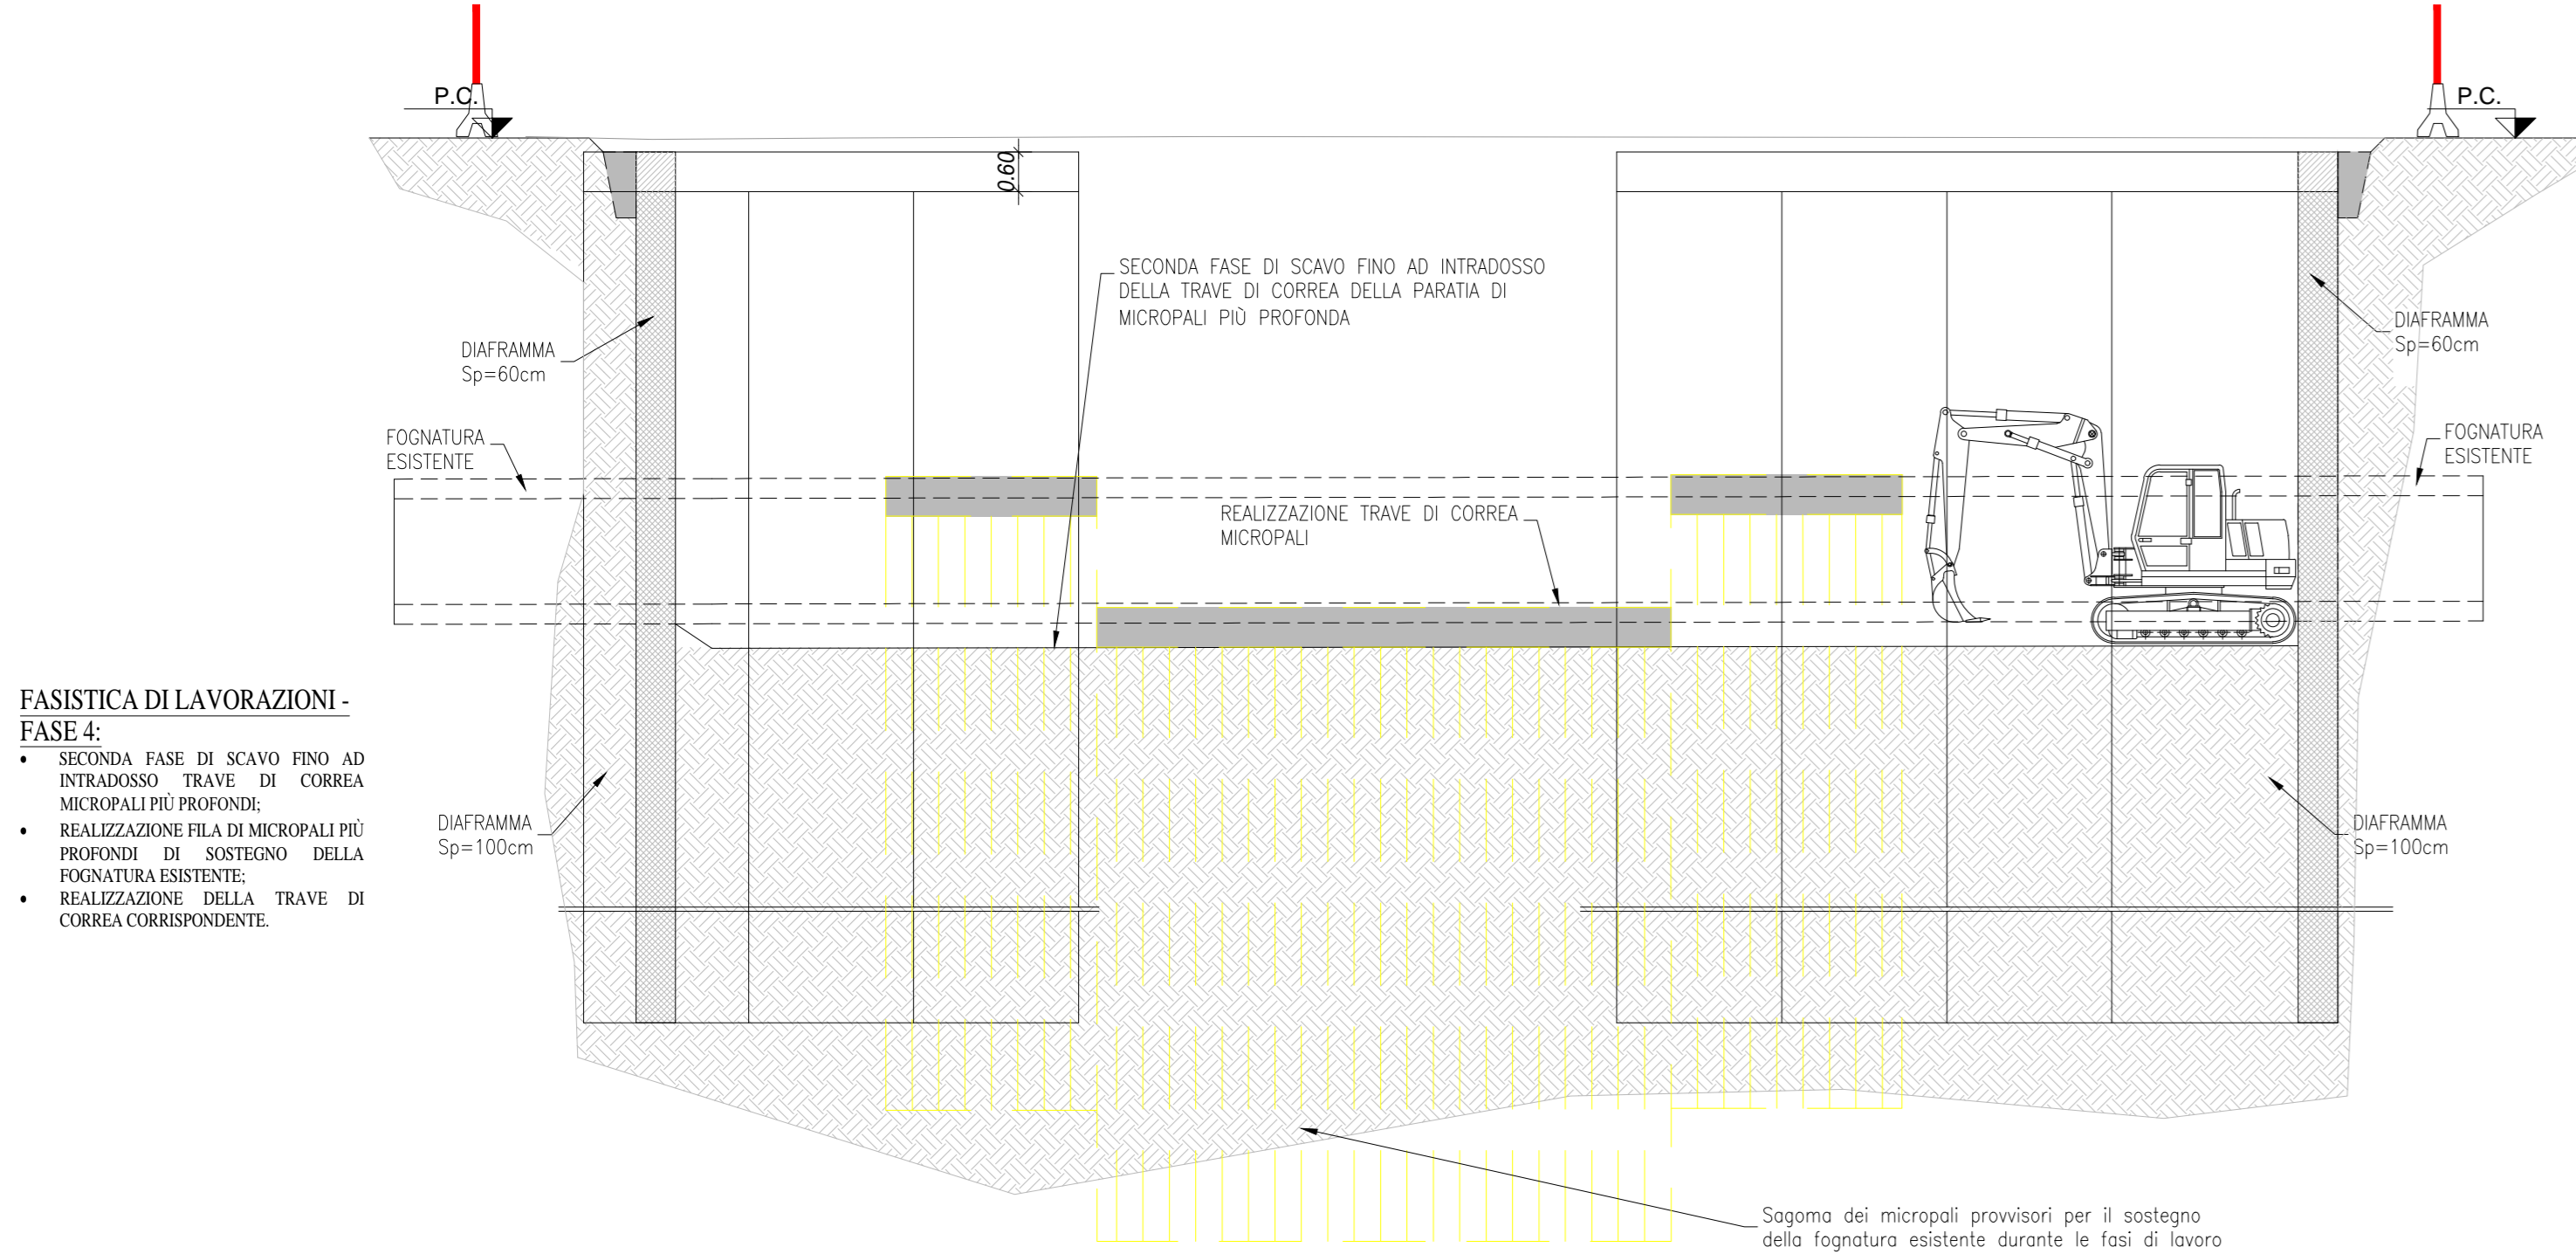 P.C.
P.C.
0.60
SECONDA FASE DI SCAVO FINO AD INTRADOSSO
DELLA TRAVE DI CORREA DELLA PARATIA DI
MICROPALI PIÙ PROFONDA
DIAFRAMMA
Sp=60cm
DIAFRAMMA
Sp=60cm
FOGNATURA
ESISTENTE
FOGNATURA
ESISTENTE
REALIZZAZIONE TRAVE DI CORREA
MICROPALI
FASISTICA DI LAVORAZIONI -
FASE 4:
• SECONDA FASE DI SCAVO FINO AD
INTRADOSSO TRAVE DI CORREA
MICROPALI PIÙ PROFONDI;
• REALIZZAZIONE FILA DI MICROPALI PIÙ
PROFONDI DI SOSTEGNO DELLA
FOGNATURA ESISTENTE;
• REALIZZAZIONE DELLA TRAVE DI
CORREA CORRISPONDENTE.
DIAFRAMMA
Sp=100cm
DIAFRAMMA
Sp=100cm
Sagoma dei micropali provvisori per il sostegno
della fognatura esistente durante le fasi di lavoro